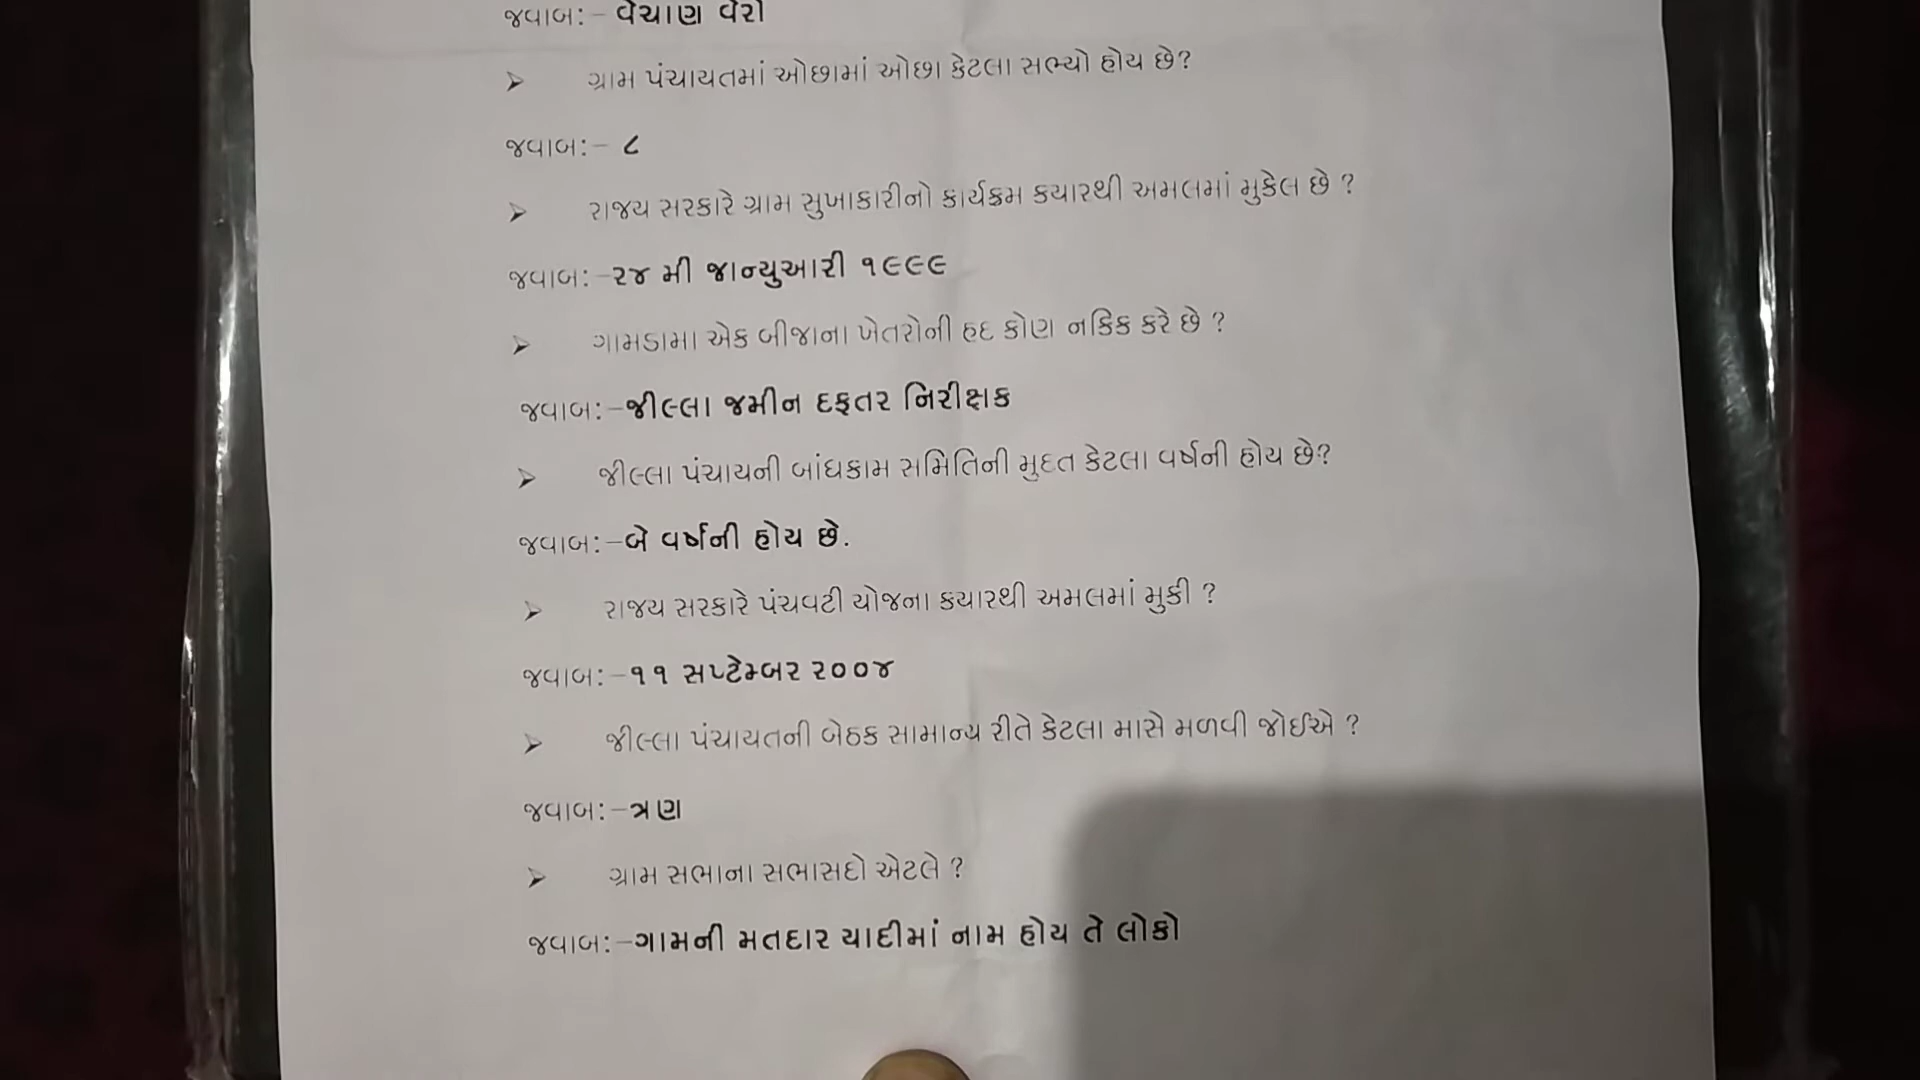 જવાબ:- વેચાણ વેરો
➢ ગ્રામ પંચાયતમાં ઓછામાં ઓછા કેટલા સભ્યો હોય છે?
જવાબ:- ૮
➢ રાજય સરકારે ગ્રામ સુખાકારીનો કાર્યક્રમ કયારથી અમલમાં મુકેલ છે ?
જવાબ:-૨૪ મી જાન્યુઆરી ૧૯૯૯
➢ ગામડામા એક બીજાના ખેતરોની હદ કોણ નકિક કરે છે ?
જવાબ:-જીલ્લા જમીન દફતર નિરીક્ષક
➢ જીલ્લા પંચાયની બાંધકામ સમિતિની મુદત કેટલા વર્ષની હોય છે?
જવાબ:-બે વર્ષની હોય છે.
➢ રાજય સરકારે પંચવટી યોજના કયારથી અમલમાં મુકી ?
જવાબ:-૧૧ સપ્ટેમ્બર ૨૦૦૪
➢ જીલ્લા પંચાયતની બેઠક સામાન્ય રીતે કેટલા માસે મળવી જોઈએ ?
જવાબ:-ત્રણ
➢ ગ્રામ સભાના સભાસદો એટલે ?
જવાબ:-ગામની મતદાર યાદીમાં નામ હોય તે લોકો